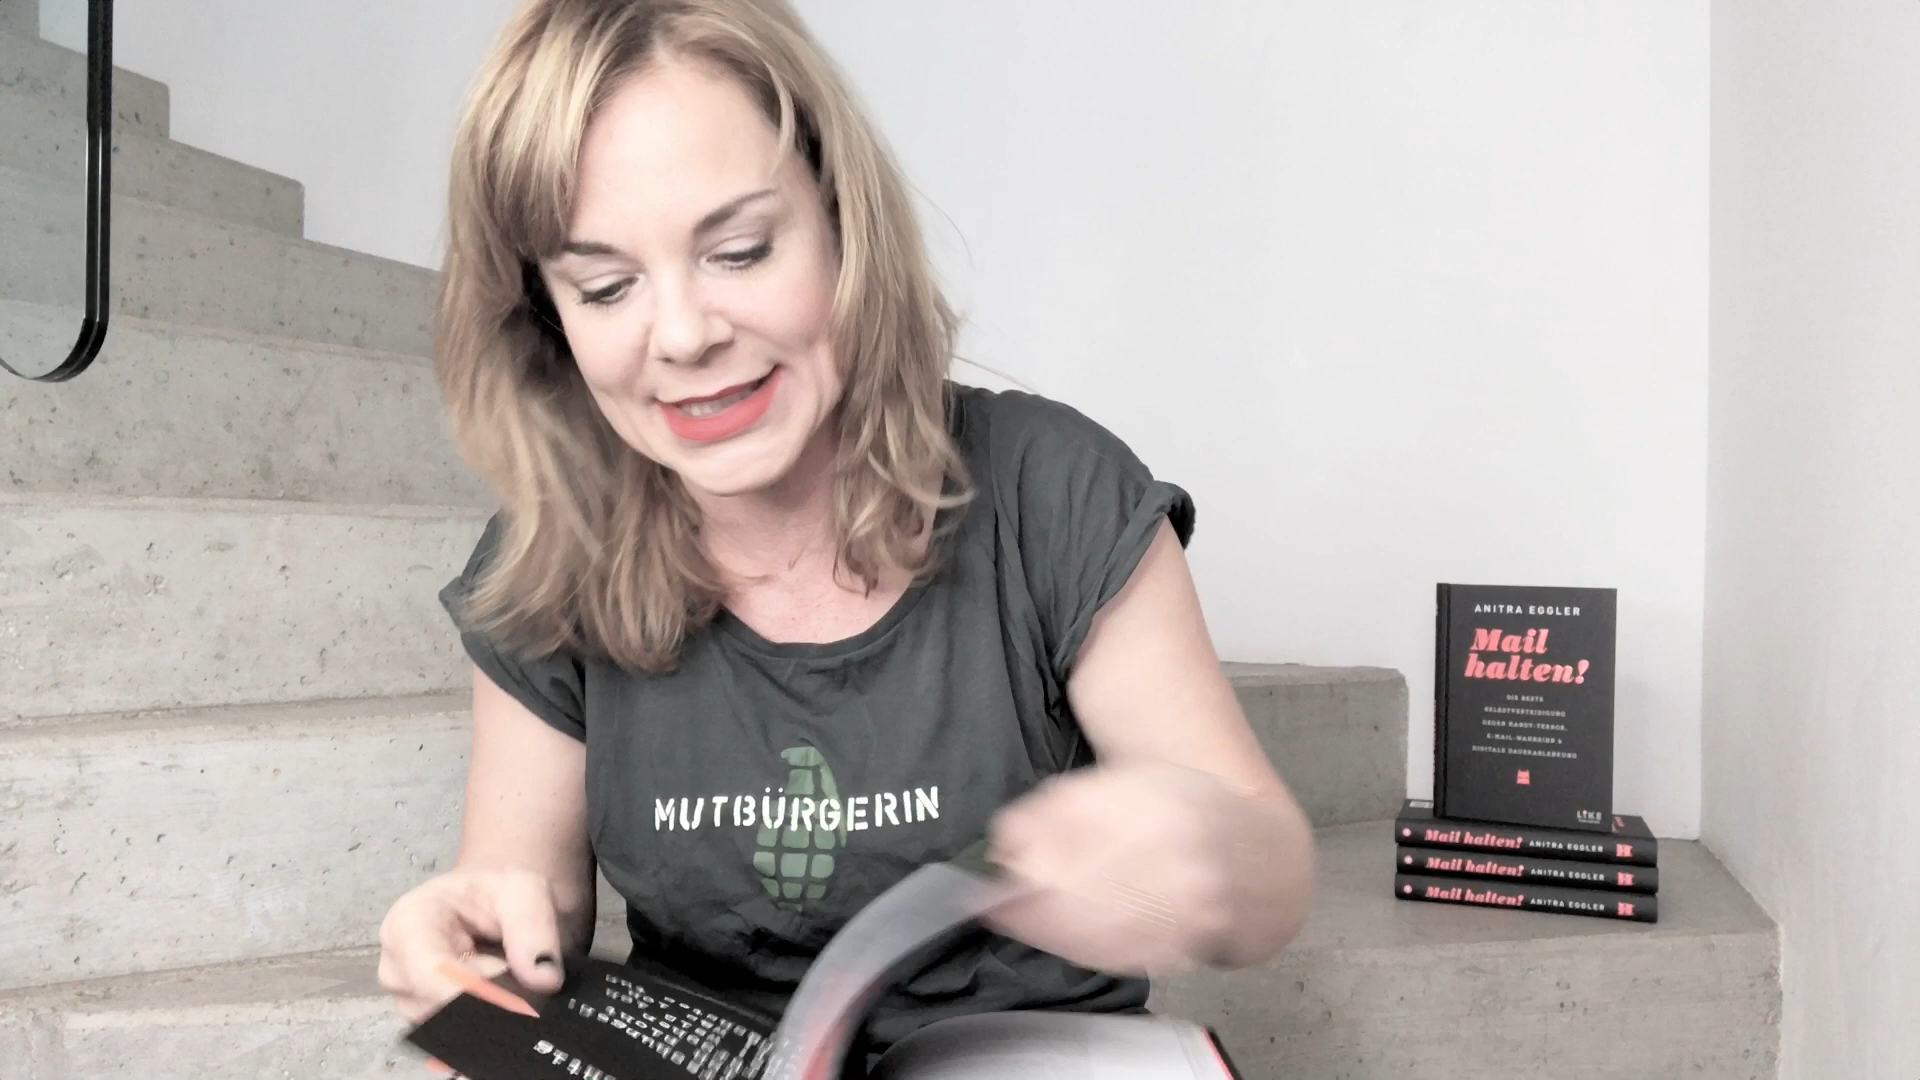 MUTBÜRGERIN
ANITRA EGGLER
Mail
halten!
DIE BESTE
SELBSTVERTEIDIGUNG
GEGEN HANDY-TERROR,
E-MAIL-WAHNSINN &
DIGITALE DAUERABLENKUNG
LIKE
Mail halten! ANITRA EGGLER
Mail halten! ANITRA EGGLER
Mail halten! ANITRA EGGLER